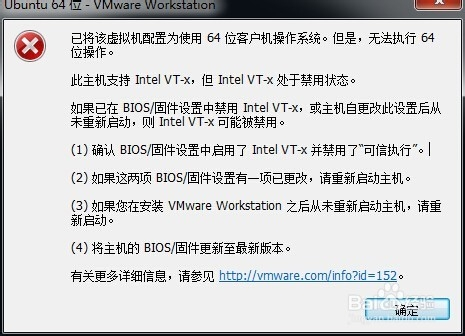 Ubuntu 64 位 - VMware Workstation
已将该虚拟机配置为使用 64 位客户机操作系统。但是，无法执行 64
位操作。
此主机支持 Intel VT-x，但 Intel VT-x 处于禁用状态。
如果已在 BIOS/固件设置中禁用 Intel VT-x，或主机自更改此设置后从
未重新启动，则 Intel VT-x 可能被禁用。
(1) 确认 BIOS/固件设置中启用了 Intel VT-x 并禁用了“可信执行”。
(2) 如果这两项 BIOS/固件设置有一项已更改，请重新启动主机。
(3) 如果您在安装 VMware Workstation 之后从未重新启动主机，请重
新启动。
(4) 将主机的 BIOS/固件更新至最新版本。
有关更多详细信息，请参见 http://vmware.com/info?id=152。
确定